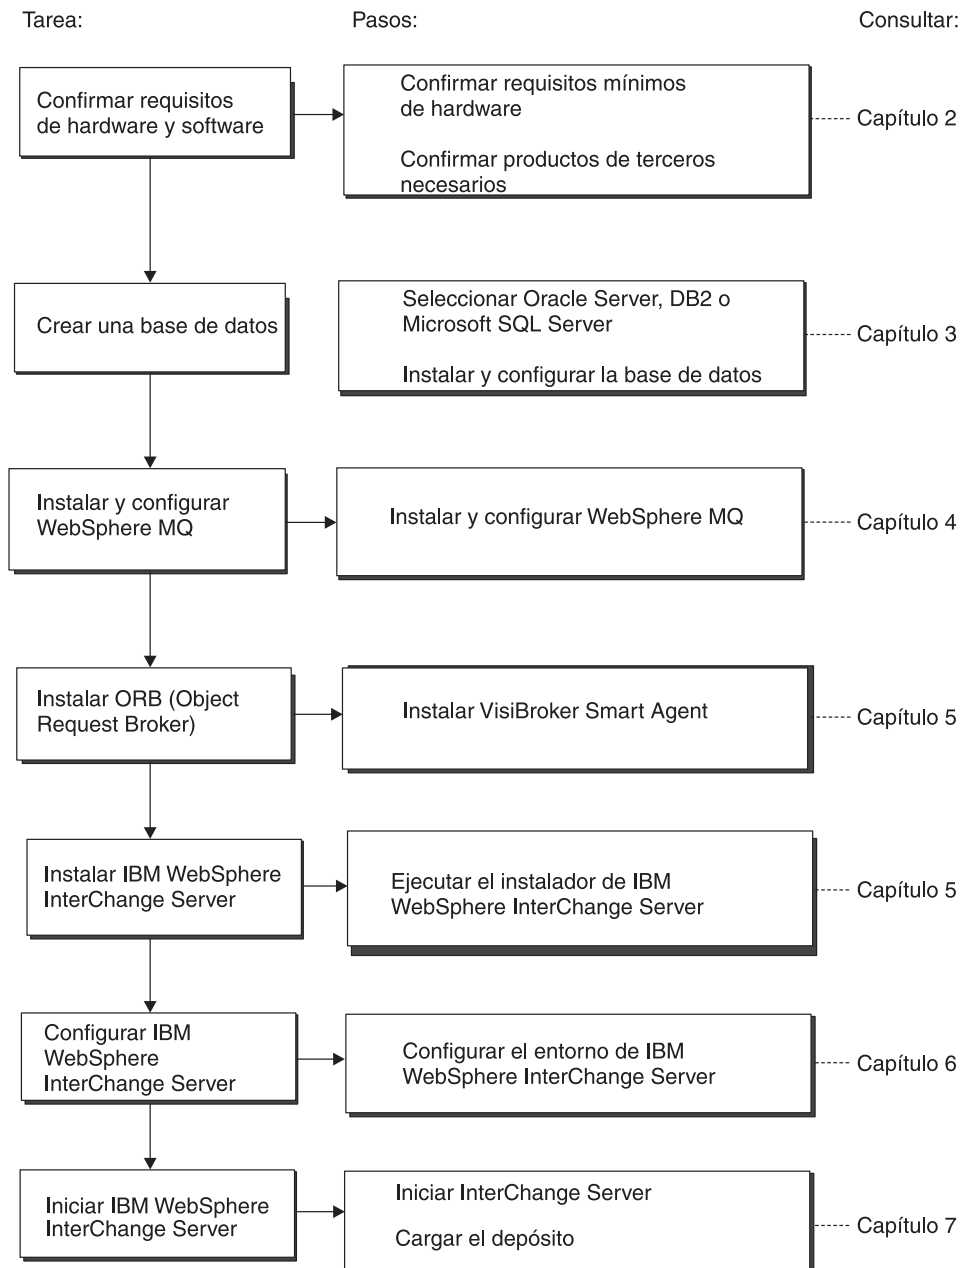 Tarea:
Pasos:
Consultar:
Confirmar requisitos
de hardware y software
Confirmar requisitos mínimos
de hardware
Confirmar productos de terceros
necesarios
Capítulo 2
Crear una base de datos
Seleccionar Oracle Server, DB2 o
Microsoft SQL Server
Instalar y configurar la base de datos
Capítulo 3
Instalar y configurar
WebSphere MQ
Instalar y configurar WebSphere MQ
Capítulo 4
Instalar ORB (Object
Request Broker)
Instalar VisiBroker Smart Agent
Capítulo 5
Instalar IBM WebSphere
InterChange Server
Ejecutar el instalador de IBM
WebSphere InterChange Server
Capítulo 5
Configurar IBM
WebSphere
InterChange Server
Configurar el entorno de IBM
WebSphere InterChange Server
Capítulo 6
Iniciar IBM WebSphere
InterChange Server
Iniciar InterChange Server
Cargar el depósito
Capítulo 7